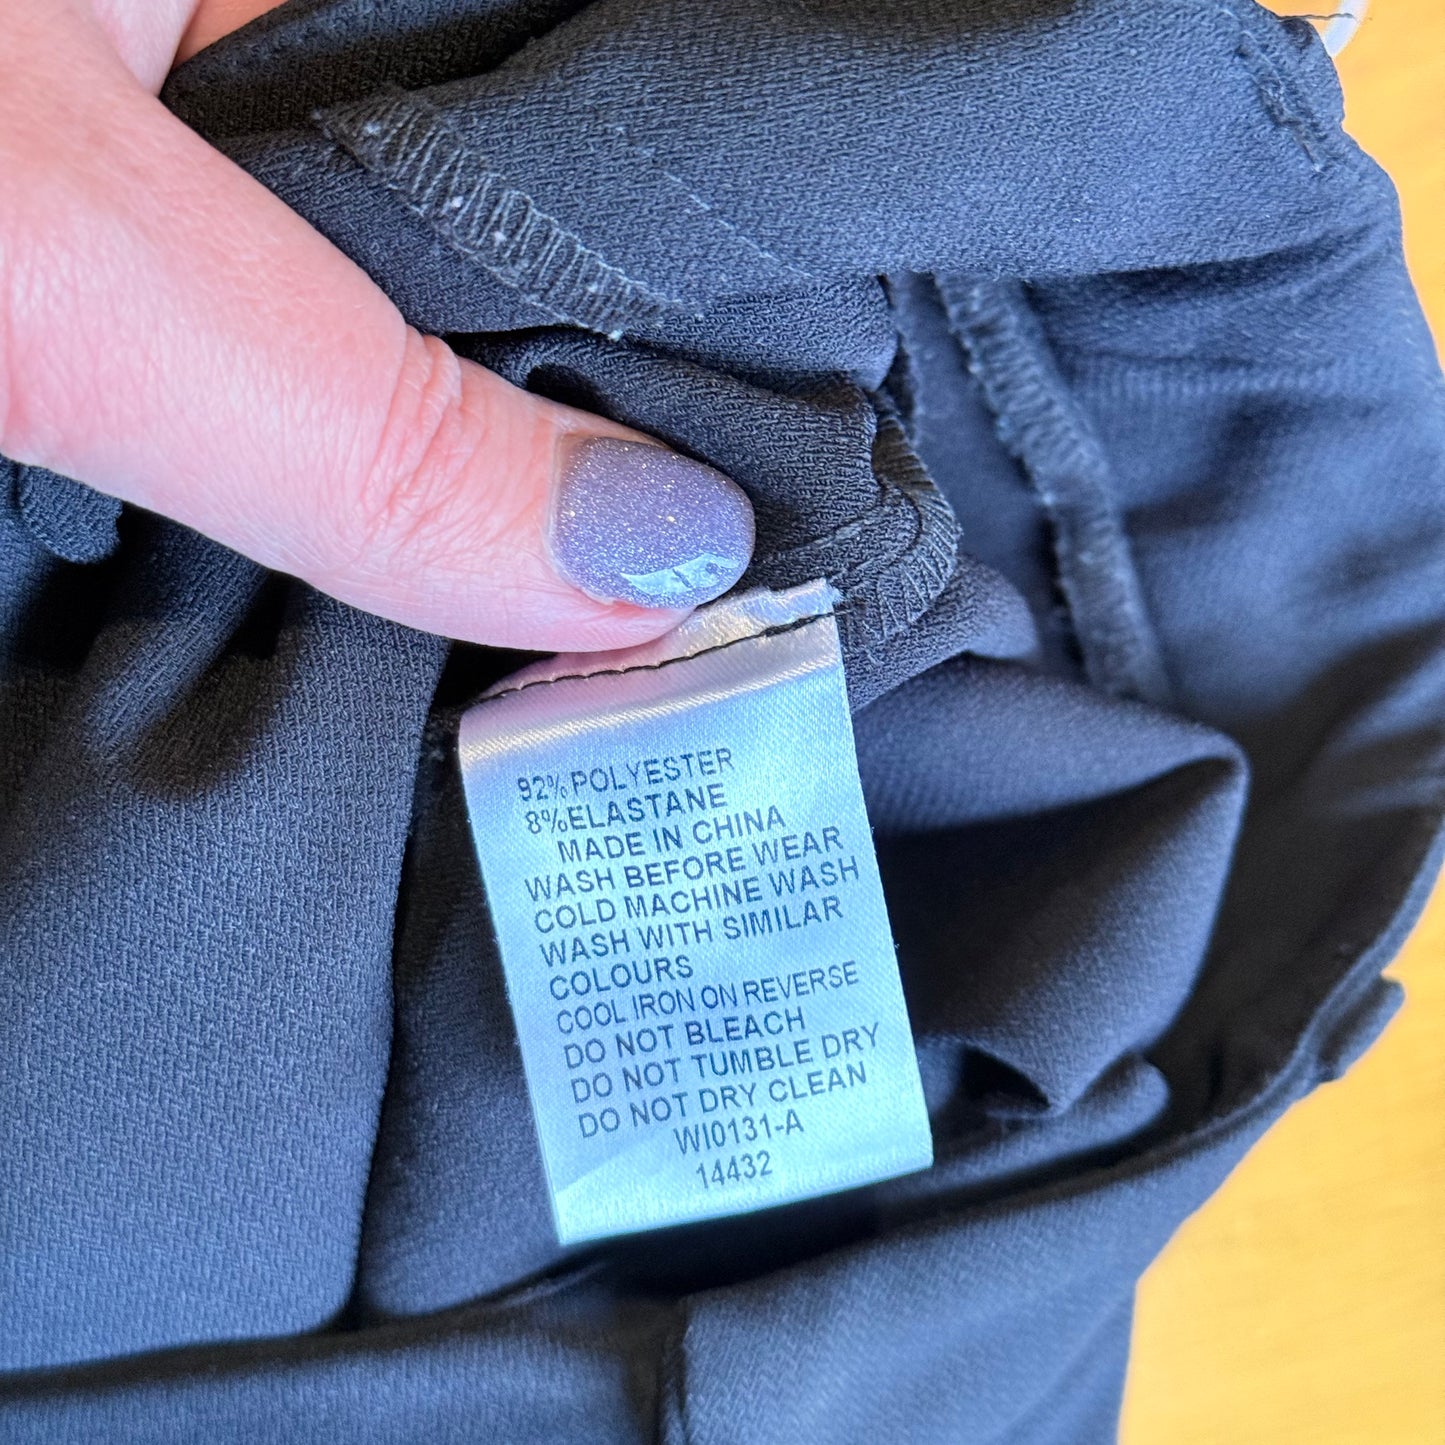 92% POLYESTER
8% ELASTANE
MADE IN CHINA
WASH BEFORE WEAR
COLD MACHINE WASH
WASH WITH SIMILAR
COLOURS
COOL IRON ON REVERSE
DO NOT BLEACH
DO NOT TUMBLE DRY
DO NOT DRY CLEAN
WI0131-A
14432